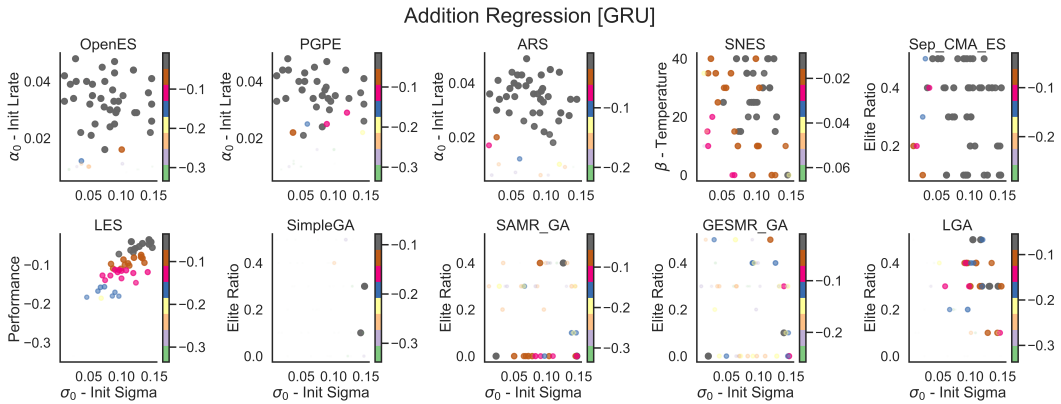 Addition Regression [GRU]
OpenES
PGPE
ARS
SNES
Sep_CMA_ES
α₀ - Init Lrate
0.04
0.02
0.05 0.10 0.15
−0.1
−0.2
−0.3
α₀ - Init Lrate
0.04
0.02
0.05 0.10 0.15
−0.1
−0.2
−0.3
α₀ - Init Lrate
0.04
0.02
0.05 0.10 0.15
−0.1
−0.2
β - Temperature
40
20
0
0.05 0.10 0.15
−0.02
−0.04
−0.06
Elite Ratio
0.4
0.2
0.05 0.10 0.15
−0.1
−0.2
−0.3
LES
SimpleGA
SAMR_GA
GESMR_GA
LGA
Performance
−0.1
−0.2
−0.3
0.05 0.10 0.15
σ₀ - Init Sigma
−0.1
−0.2
−0.3
Elite Ratio
0.4
0.2
0.0
0.05 0.10 0.15
σ₀ - Init Sigma
−0.1
−0.2
−0.3
Elite Ratio
0.4
0.2
0.0
0.05 0.10 0.15
σ₀ - Init Sigma
−0.1
−0.2
−0.3
Elite Ratio
0.4
0.2
0.0
0.05 0.10 0.15
σ₀ - Init Sigma
−0.1
−0.2
Elite Ratio
0.4
0.2
0.0
0.05 0.10 0.15
σ₀ - Init Sigma
−0.1
−0.2
−0.3